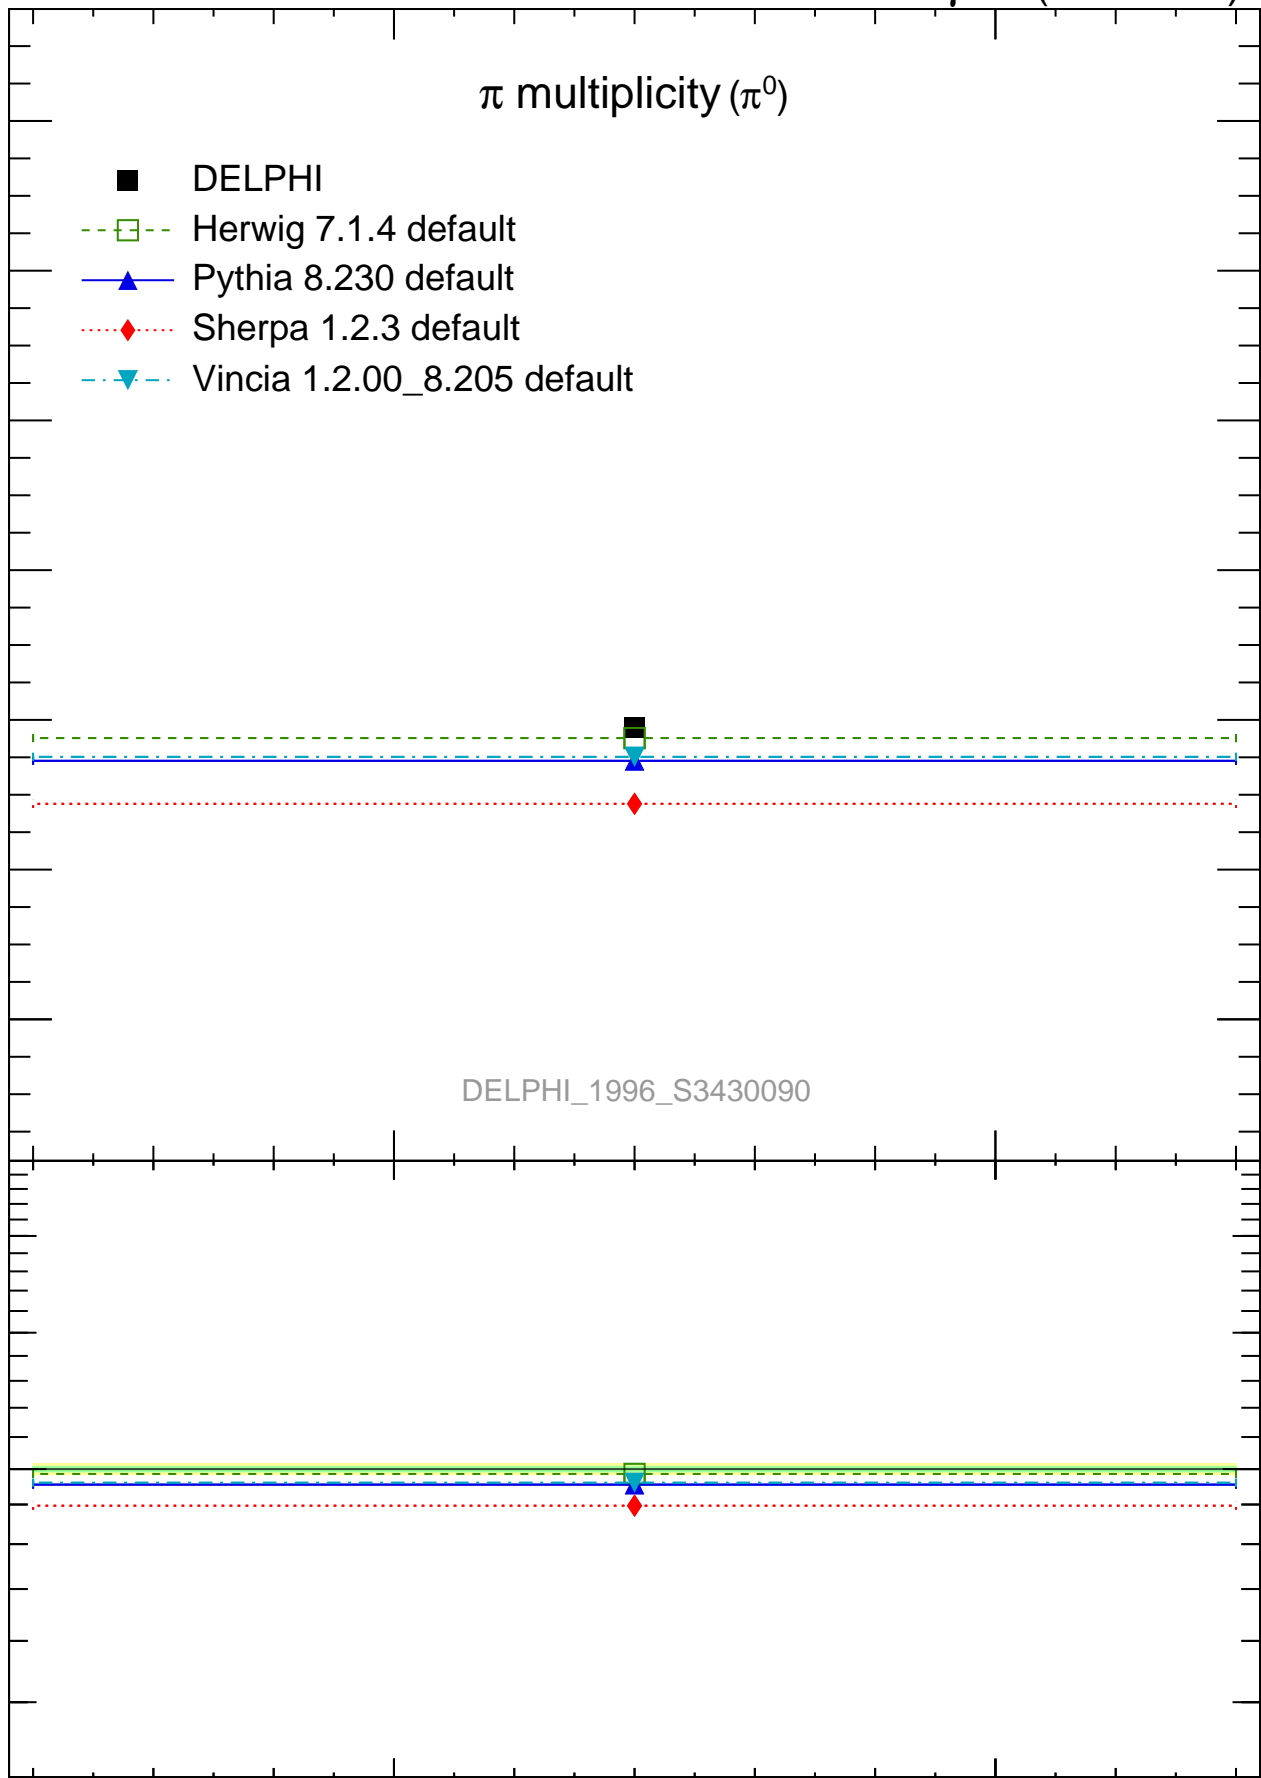 π multiplicity (π⁰)
DELPHI
Herwig 7.1.4 default
Pythia 8.230 default
Sherpa 1.2.3 default
Vincia 1.2.00_8.205 default
DELPHI_1996_S3430090